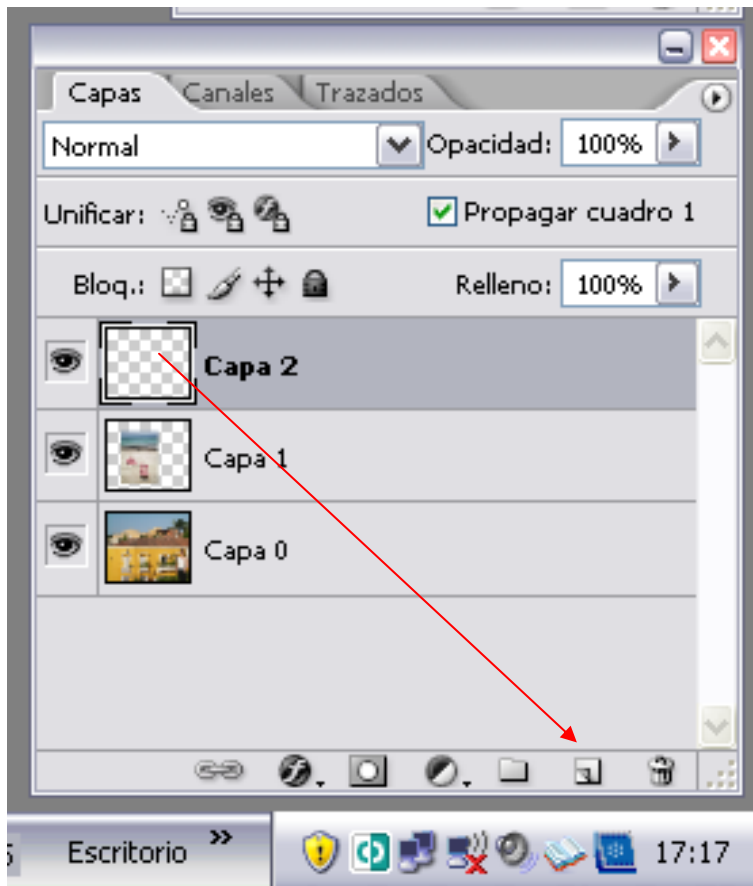 Capas Canales Trazados
Normal Opacidad: 100%
Unificar: Propagar cuadro 1
Bloq.: Relleno: 100%
Capa 2
Capa 1
Capa 0
Escritorio » 17:17